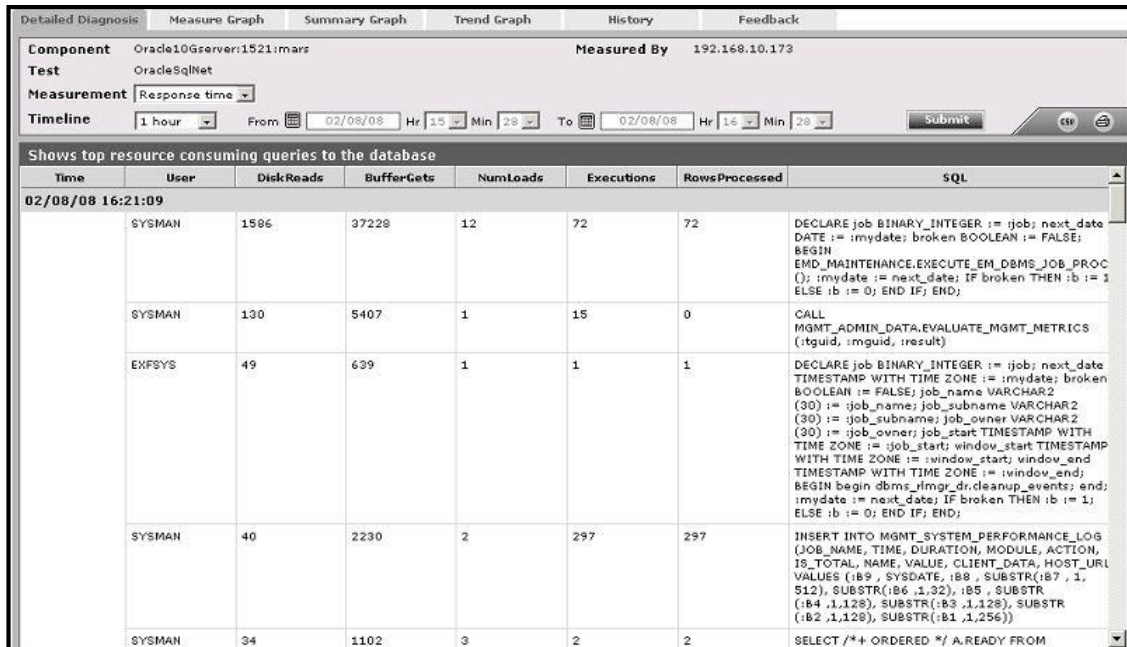 Detailed Diagnosis Measure Graph Summary Graph Trend Graph History Feedback
Component Oracle10Gserver:1521:mars Measured By 192.168.10.173
Test OracleSqlNet
Measurement Response time
Timeline 1 hour From 02/08/08 Hr 15 Min 28 To 02/08/08 Hr 16 Min 28 Submit CSV
Shows top resource consuming queries to the database
Time User DiskReads BufferGets NumLoads Executions RowsProcessed SQL
02/08/08 16:21:09
SYSMAN 1586 37228 12 72 72 DECLARE job BINARY_INTEGER := :job; next_date
DATE := :mydate; broken BOOLEAN := FALSE;
BEGIN
EMD_MAINTENANCE.EXECUTE_EM_DBMS_JOB_PROC
(); :mydate := next_date; IF broken THEN :b := 1
ELSE :b := 0; END IF; END;
SYSMAN 130 5407 1 15 0 CALL
MGMT_ADMIN_DATA.EVALUATE_MGMT_METRICS
(:tguid, :mguid, :result)
EXFSYS 49 639 1 1 1 DECLARE job BINARY_INTEGER := :job; next_date
TIMESTAMP WITH TIME ZONE := :mydate; broken
BOOLEAN := FALSE; job_name VARCHAR2
(30) := :job_name; job_subname VARCHAR2
(30) := :job_subname; job_owner VARCHAR2
(30) := :job_owner; job_start TIMESTAMP WITH
TIME ZONE := :job_start; window_start TIMESTAMP
WITH TIME ZONE := :window_start; window_end
TIMESTAMP WITH TIME ZONE := :window_end;
BEGIN begin dbms_rlmgr_dr.cleanup_events; end;
:mydate := next_date; IF broken THEN :b := 1;
ELSE :b := 0; END IF; END;
SYSMAN 40 2230 2 297 297 INSERT INTO MGMT_SYSTEM_PERFORMANCE_LOG
(JOB_NAME, TIME, DURATION, MODULE, ACTION,
IS_TOTAL, NAME, VALUE, CLIENT_DATA, HOST_URL
VALUES (:B9 , SYSDATE, :B8 , SUBSTR(:B7 , 1,
512), SUBSTR(:B6 ,1,32), :B5 , SUBSTR
(:B4 ,1,128), SUBSTR(:B3 ,1,128), SUBSTR
(:B2 ,1,128), SUBSTR(:B1 ,1,256))
SYSMAN 34 1102 3 2 2 SELECT /*+ ORDERED */ A.READY FROM